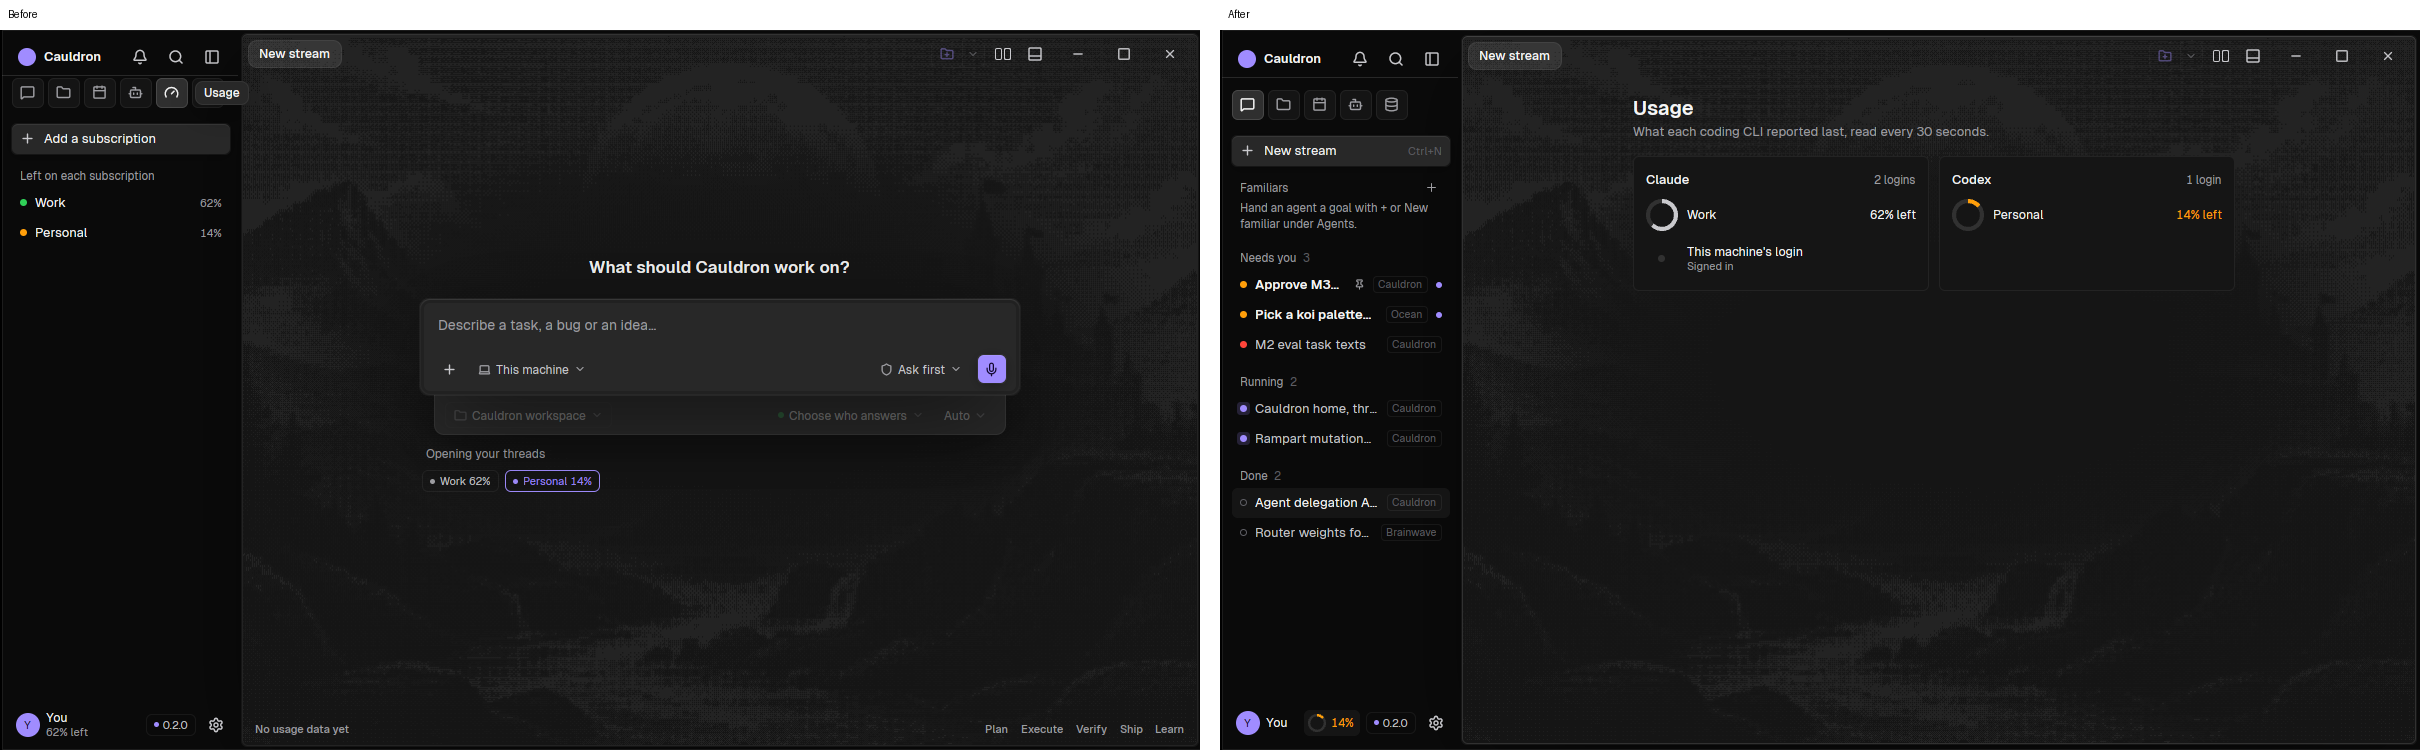 Before
Cauldron
New stream
Usage
Add a subscription
Left on each subscription
Work 62%
Personal 14%
What should Cauldron work on?
Describe a task, a bug or an idea...
This machine
Ask first
Cauldron workspace
Choose who answers
Auto
Opening your threads
Work 62%
Personal 14%
Y
You
62% left
0.2.0
No usage data yet
Plan Execute Verify Ship Learn
After
Cauldron
New stream
New stream Ctrl+N
Familiars
Hand an agent a goal with + or New
familiar under Agents.
Needs you 3
Approve M3... Cauldron
Pick a koi palette... Ocean
M2 eval task texts Cauldron
Running 2
Cauldron home, thr... Cauldron
Rampart mutation... Cauldron
Done 2
Agent delegation A... Cauldron
Router weights fo... Brainwave
Y
You
14%
0.2.0
Usage
What each coding CLI reported last, read every 30 seconds.
Claude 2 logins
Work 62% left
This machine's login
Signed in
Codex 1 login
Personal 14% left